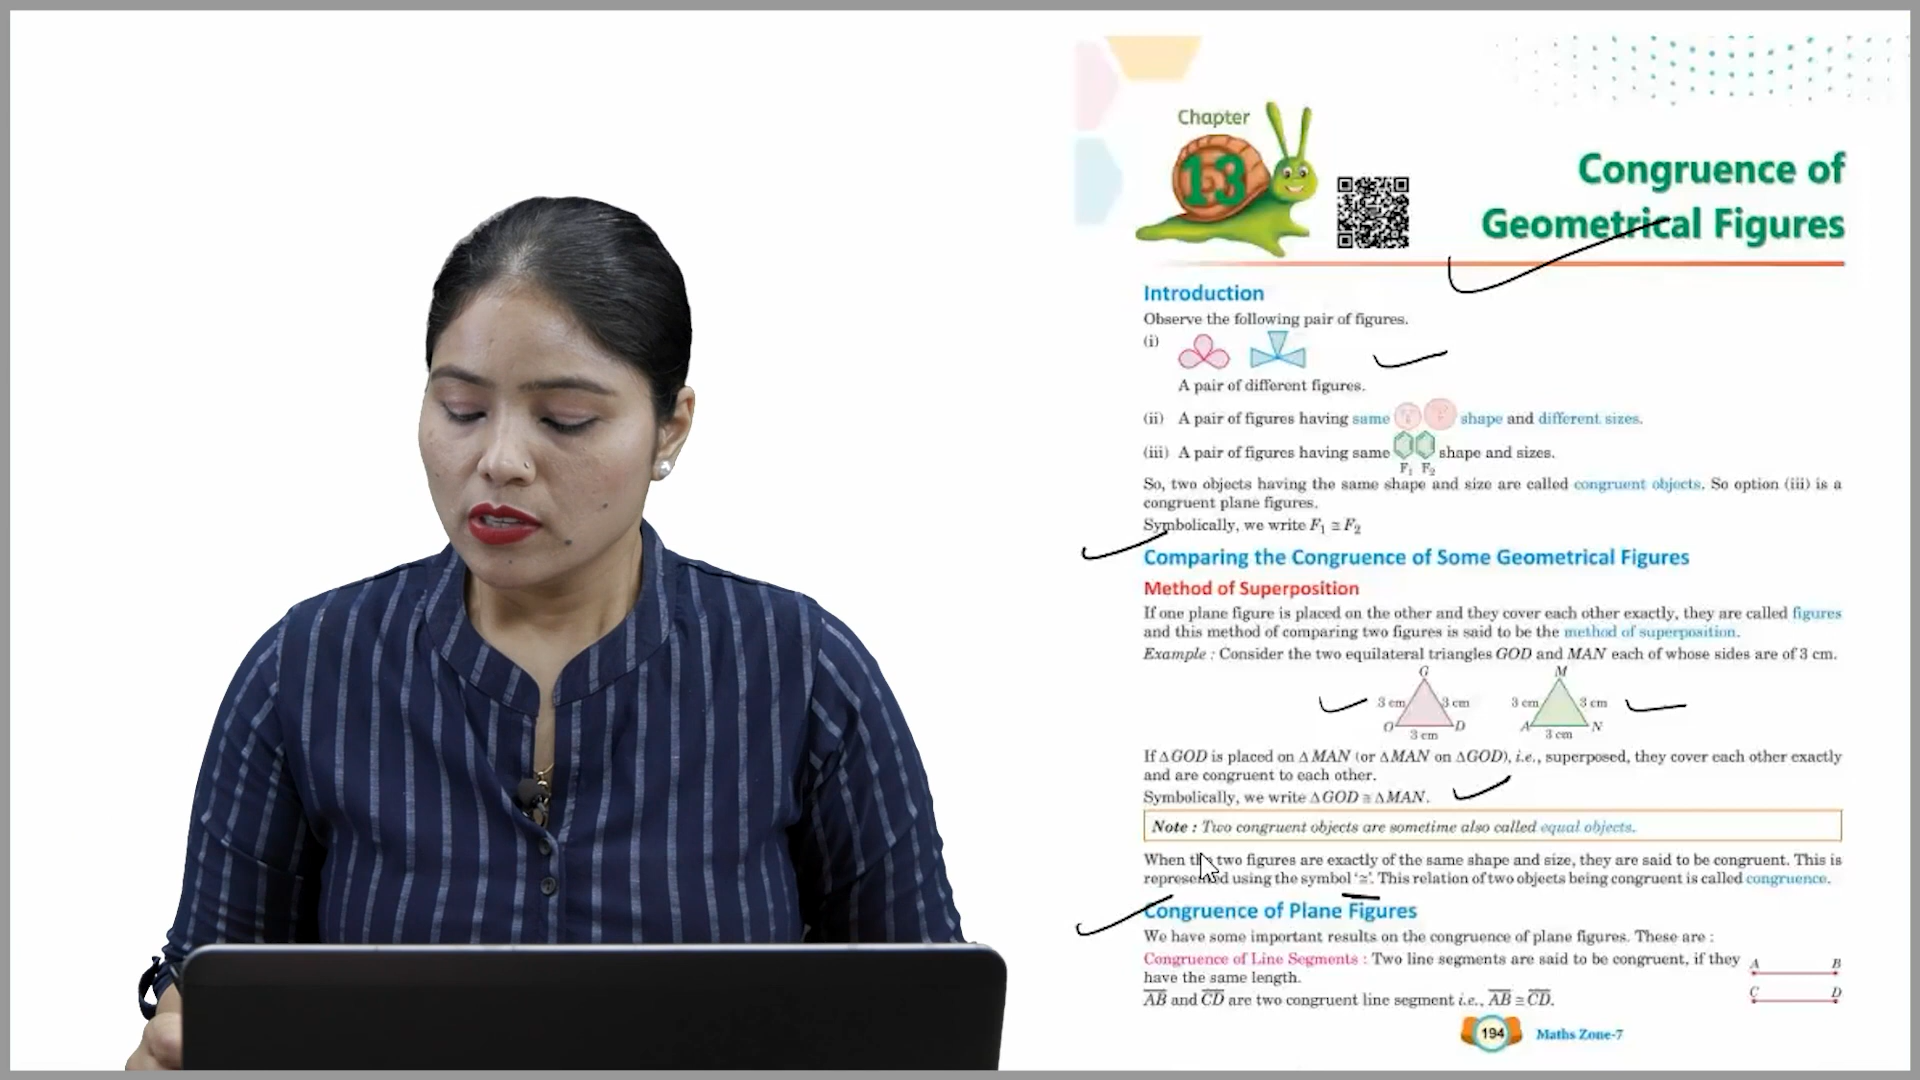 Chapter
13
Congruence of
Geometrical Figures
Introduction
Observe the following pair of figures.
(i)
A pair of different figures.
(ii) A pair of figures having same shape and different sizes.
(iii) A pair of figures having same shape and sizes.
F1 F2
So, two objects having the same shape and size are called congruent objects. So option (iii) is a
congruent plane figures.
Symbolically, we write F1 ≅ F2
Comparing the Congruence of Some Geometrical Figures
Method of Superposition
If one plane figure is placed on the other and they cover each other exactly, they are called figures
and this method of comparing two figures is said to be the method of superposition.
Example : Consider the two equilateral triangles GOD and MAN each of whose sides are of 3 cm.
G M
3 cm 3 cm 3 cm 3 cm
O D A N
3 cm 3 cm
If △GOD is placed on △MAN (or △MAN on △GOD), i.e., superposed, they cover each other exactly
and are congruent to each other.
Symbolically, we write △GOD ≅ △MAN.
Note : Two congruent objects are sometime also called equal objects.
When the two figures are exactly of the same shape and size, they are said to be congruent. This is
represented using the symbol '≅'. This relation of two objects being congruent is called congruence.
Congruence of Plane Figures
We have some important results on the congruence of plane figures. These are :
Congruence of Line Segments : Two line segments are said to be congruent, if they
have the same length.
A B
C D
A̅B̅ and C̅D̅ are two congruent line segment i.e., A̅B̅ ≅ C̅D̅.
194 Maths Zone-7